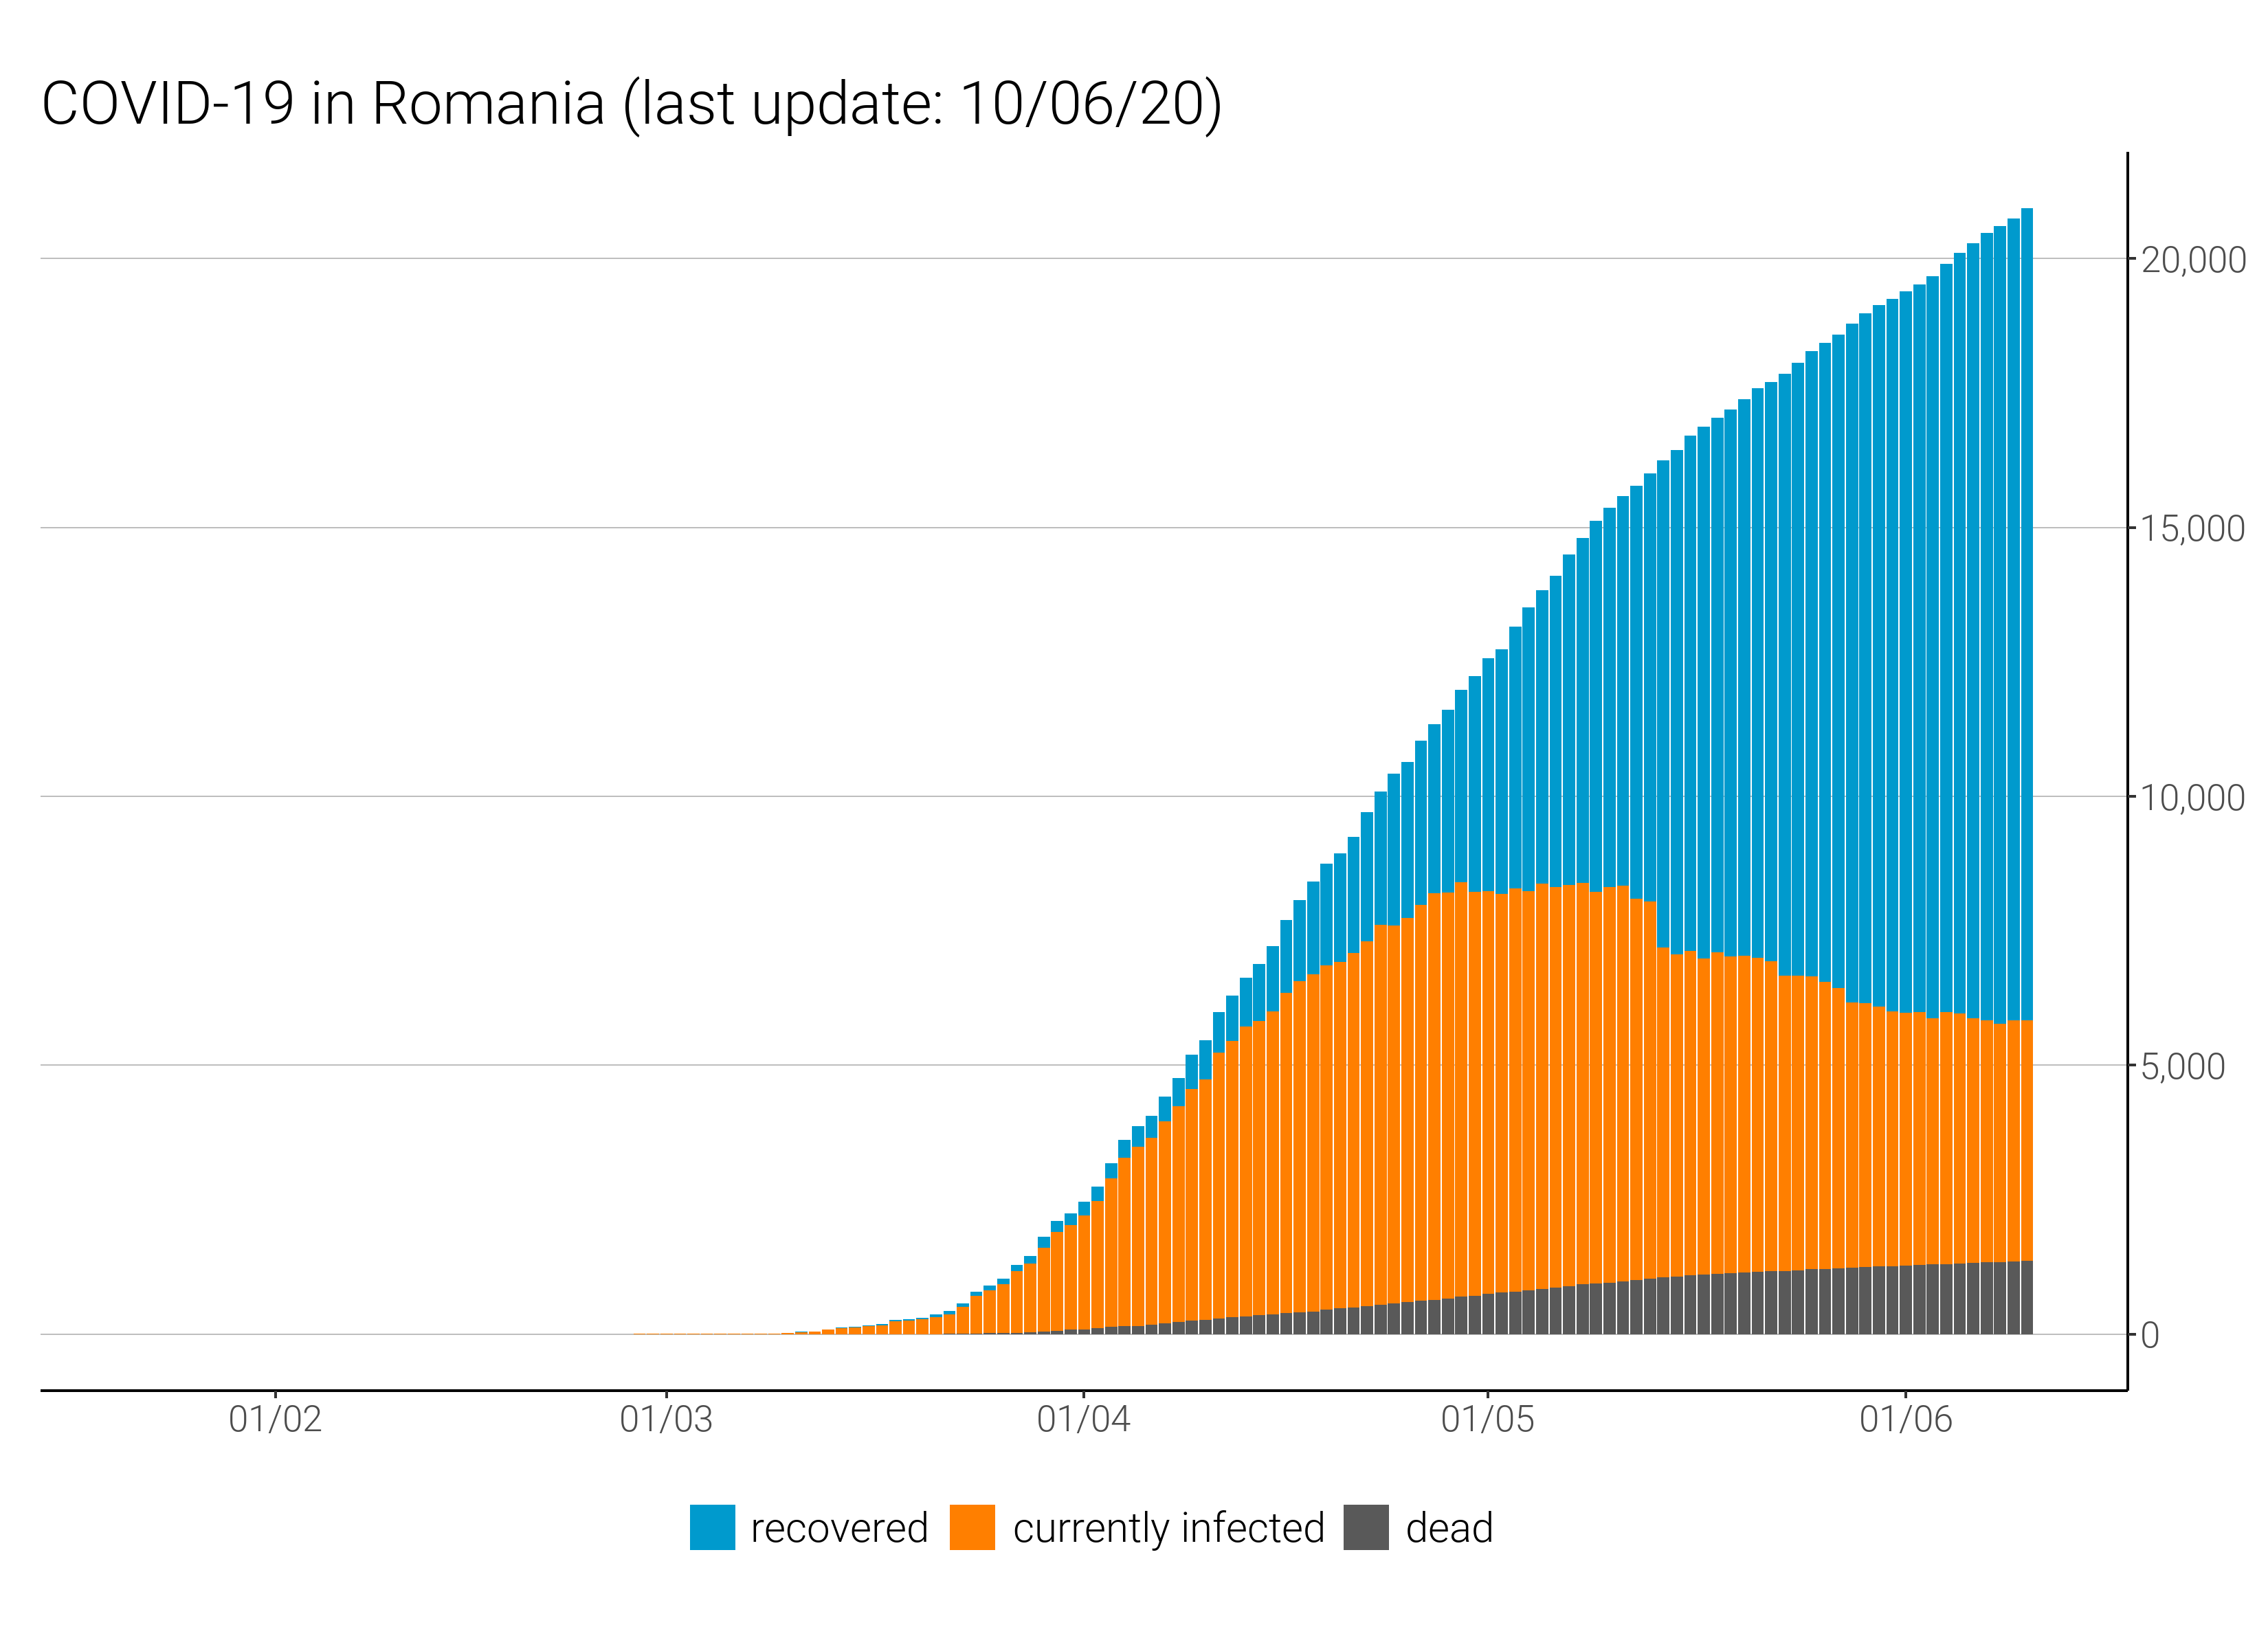 COVID-19 in Romania (last update: 10/06/20)
20,000
15,000
10,000
5,000
0
01/02 01/03 01/04 01/05 01/06
recovered currently infected dead